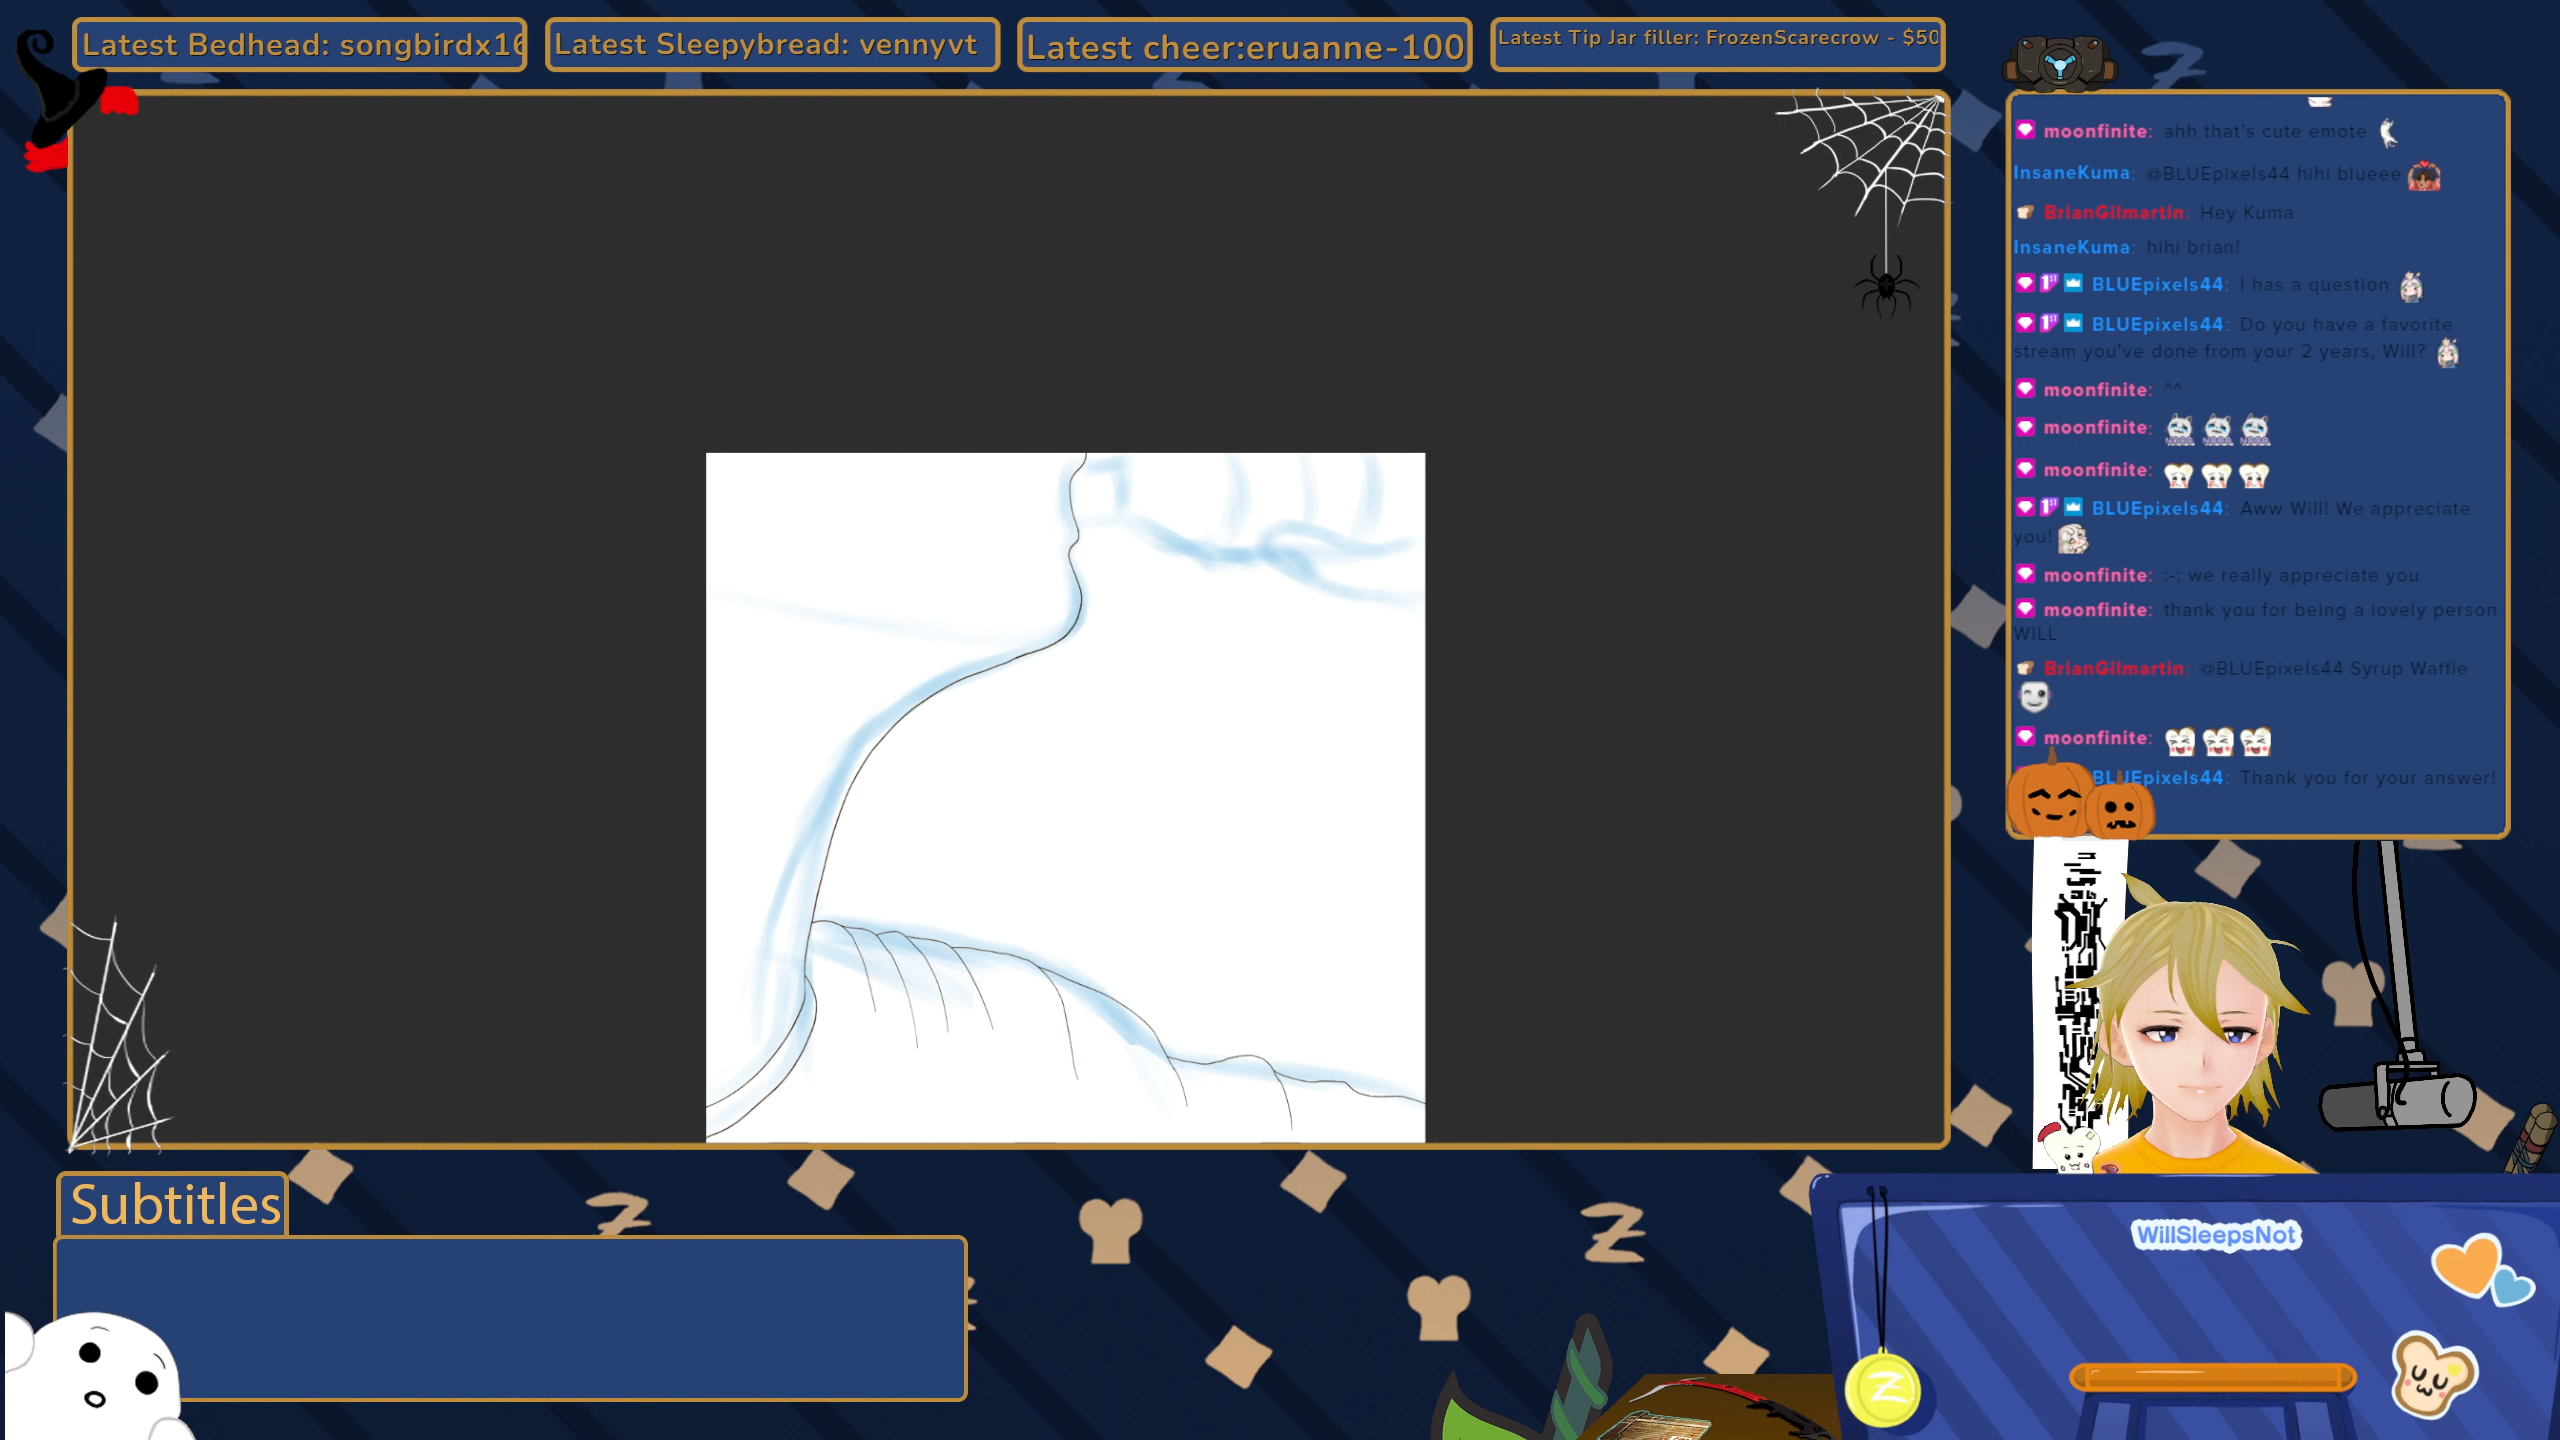 Latest Bedhead: songbirdx16
Latest Sleepybread: vennyvt
Latest cheer:eruanne-100
Latest Tip Jar filler: FrozenScarecrow - $50
moonfinite: ahh that's cute emote
InsaneKuma: @BLUEpixels44 hihi blueee
BrianGilmartin: Hey Kuma
InsaneKuma: hihi brian!
BLUEpixels44: I has a question
BLUEpixels44: Do you have a favorite
stream you've done from your 2 years, Will?
moonfinite: ^^
moonfinite:
moonfinite:
BLUEpixels44: Aww Will! We appreciate
you!
moonfinite: :-; we really appreciate you
moonfinite: thank you for being a lovely person
WILL
BrianGilmartin: @BLUEpixels44 Syrup Waffle
moonfinite:
BLUEpixels44: Thank you for your answer!
Subtitles
WillSleepsNot
Z